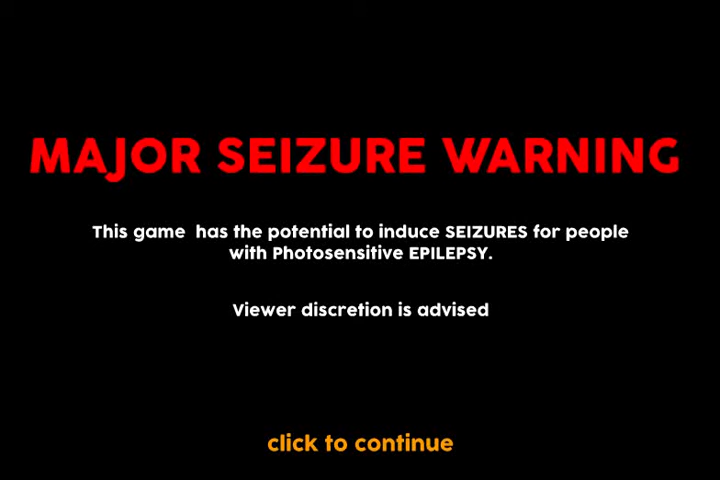 MAJOR SEIZURE WARNING
This game has the potential to induce SEIZURES for people
with Photosensitive EPILEPSY.
Viewer discretion is advised
click to continue